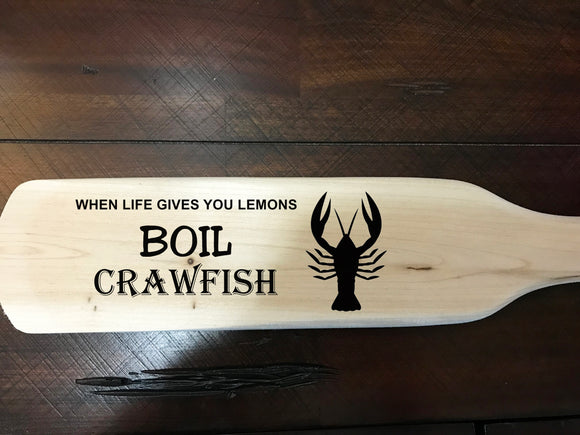 WHEN LIFE GIVES YOU LEMONS
BOIL
CRAWFISH